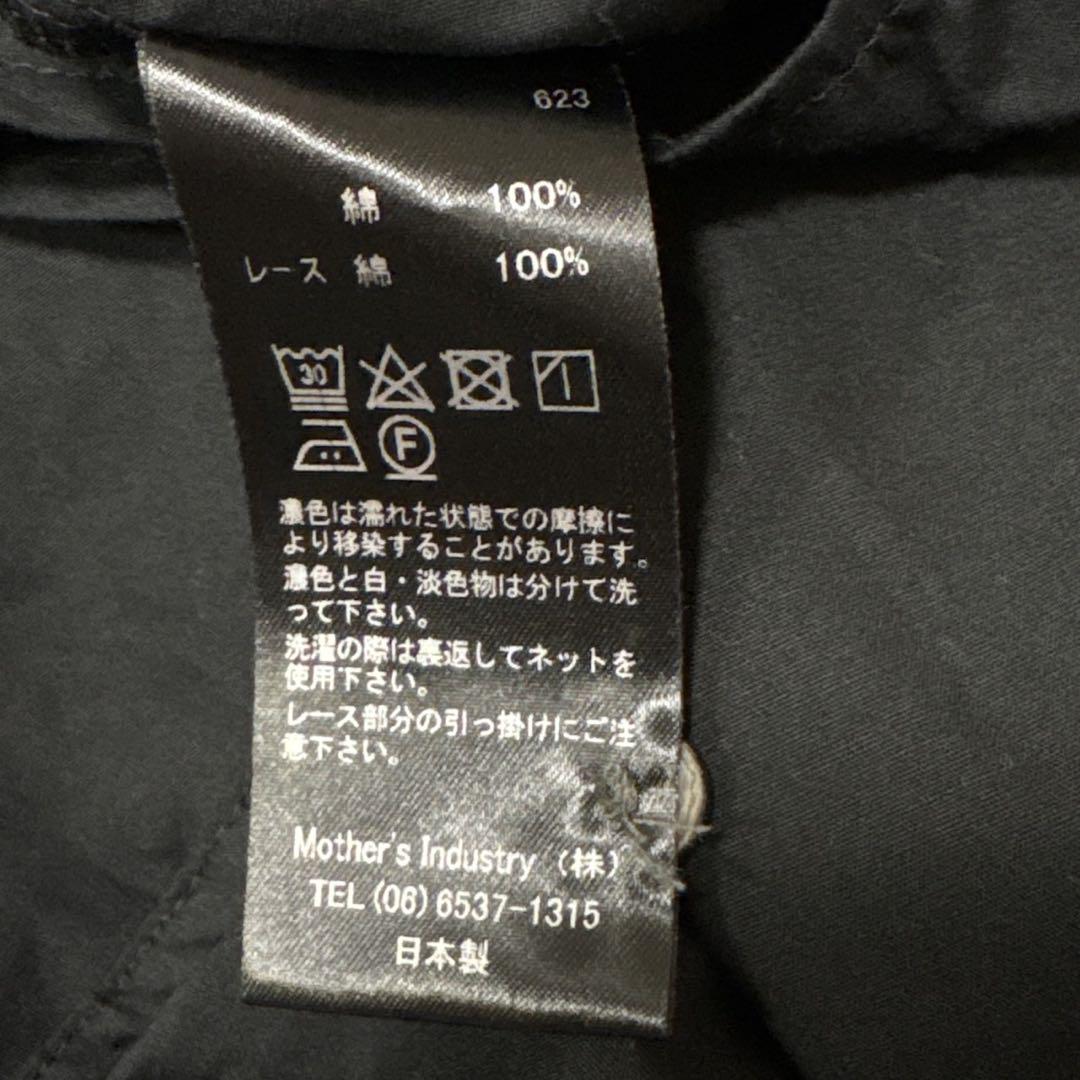 623
綿 100%
レース 綿 100%
30
F
濃色は濡れた状態での摩擦に
より移染することがあります。
濃色と白・淡色物は分けて洗
って下さい。
洗濯の際は裏返してネットを
使用下さい。
レース部分の引っ掛けにご注
意下さい。
Mother's Industry (株)
TEL(06)6537-1315
日本製